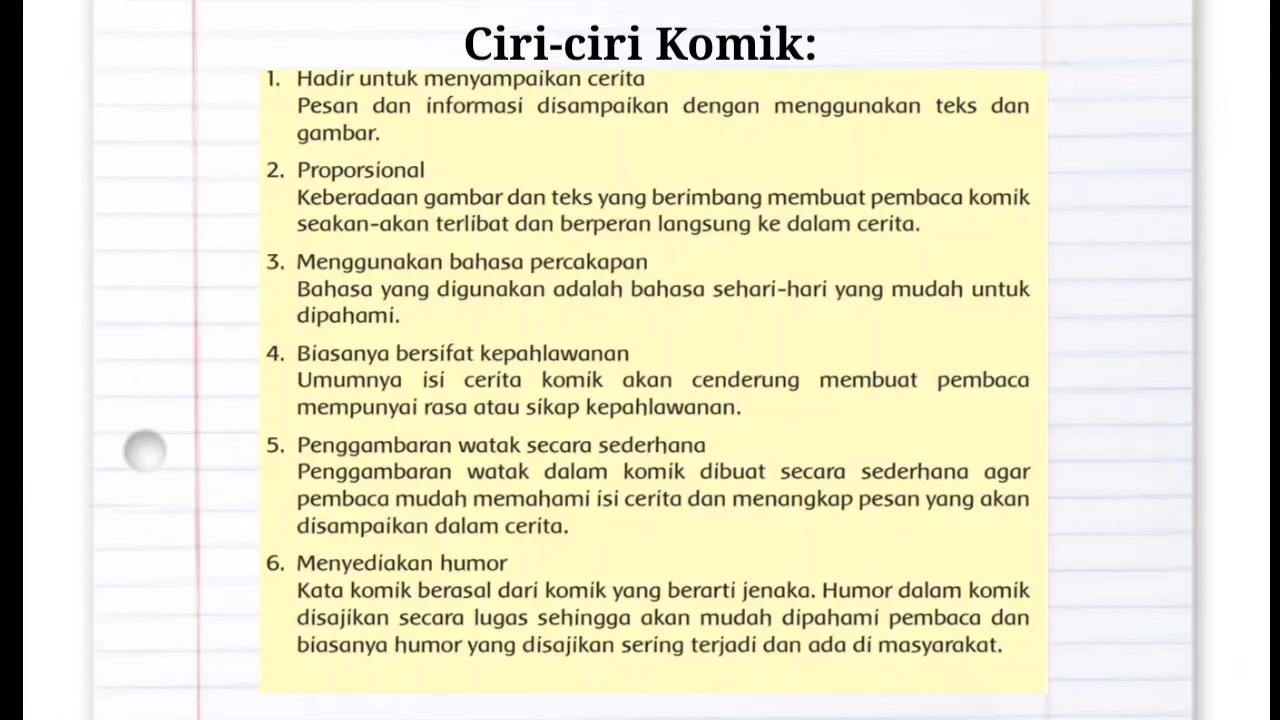 Ciri-ciri Komik:
1. Hadir untuk menyampaikan cerita
Pesan dan informasi disampaikan dengan menggunakan teks dan
gambar.
2. Proporsional
Keberadaan gambar dan teks yang berimbang membuat pembaca komik
seakan-akan terlibat dan berperan langsung ke dalam cerita.
3. Menggunakan bahasa percakapan
Bahasa yang digunakan adalah bahasa sehari-hari yang mudah untuk
dipahami.
4. Biasanya bersifat kepahlawanan
Umumnya isi cerita komik akan cenderung membuat pembaca
mempunyai rasa atau sikap kepahlawanan.
5. Penggambaran watak secara sederhana
Penggambaran watak dalam komik dibuat secara sederhana agar
pembaca mudah memahami isi cerita dan menangkap pesan yang akan
disampaikan dalam cerita.
6. Menyediakan humor
Kata komik berasal dari komik yang berarti jenaka. Humor dalam komik
disajikan secara lugas sehingga akan mudah dipahami pembaca dan
biasanya humor yang disajikan sering terjadi dan ada di masyarakat.